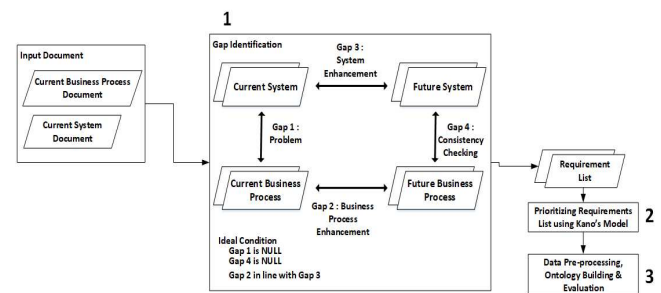 1
Input Document
Current Business Process
Document
Current System
Document
Gap Identification
Current System
Gap 3 :
System
Enhancement
Future System
Gap 1 :
Problem
Gap 4 :
Consistency
Checking
Current Business
Process
Gap 2 : Business
Process
Enhancement
Future Business
Process
Ideal Condition
Gap 1 is NULL
Gap 4 is NULL
Gap 2 in line with Gap 3
Requirement
List
Prioritizing Requirements
List using Kano's Model
2
Data Pre-processing,
Ontology Building &
Evaluation
3